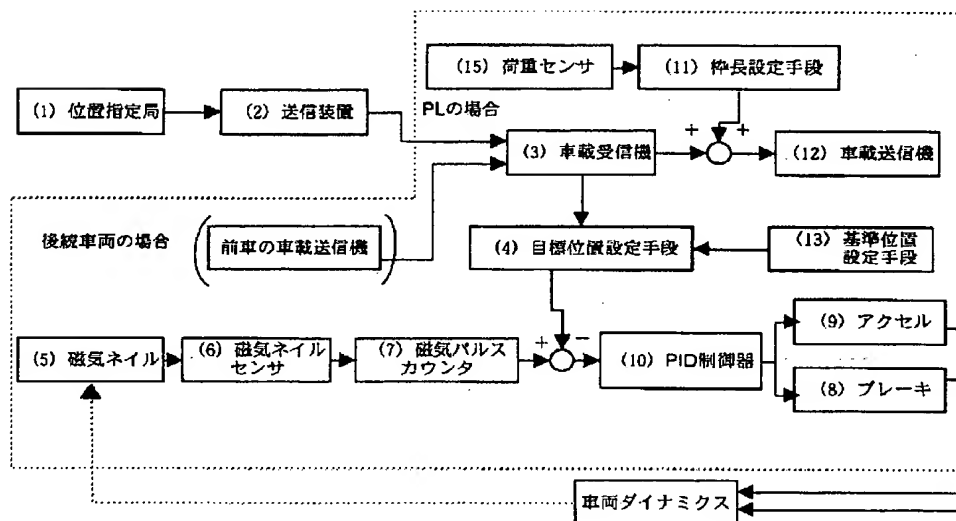 (15) 荷重センサ
(11) 枠長設定手段
(1) 位置指定局
(2) 送信装置
PLの場合
(3) 車載受信機
+ +
(12) 車載送信機
後続車両の場合
(前車の車載送信機)
(4) 目標位置設定手段
(13) 基準位置
設定手段
(5) 磁気ネイル
(6) 磁気ネイル
センサ
(7) 磁気パルス
カウンタ
+ −
(10) PID制御器
(9) アクセル
(8) ブレーキ
車両ダイナミクス